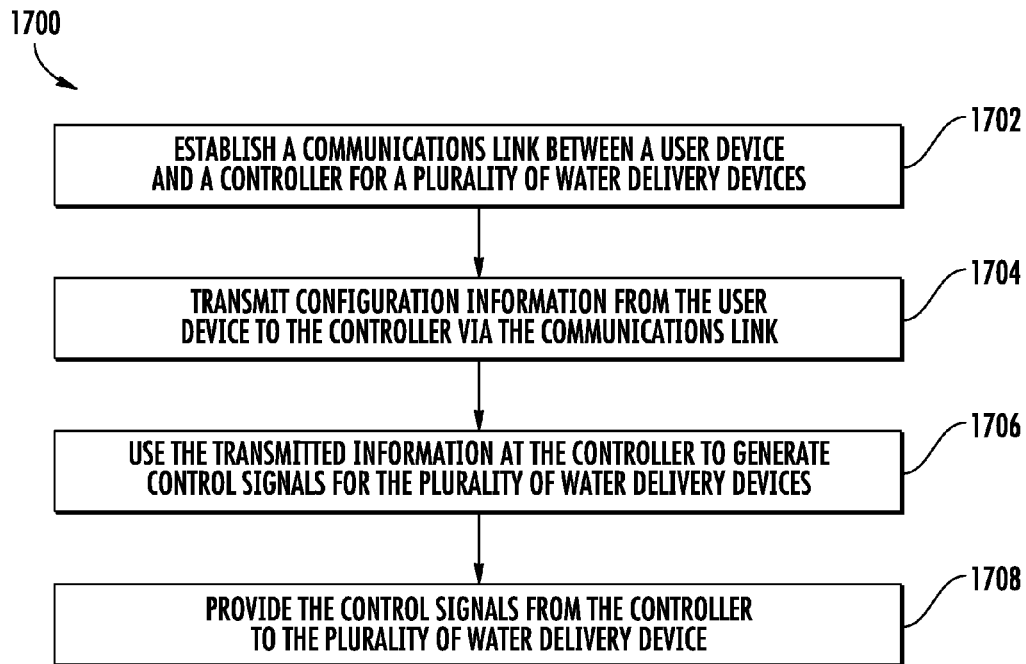 1700
1702
ESTABLISH A COMMUNICATIONS LINK BETWEEN A USER DEVICE
AND A CONTROLLER FOR A PLURALITY OF WATER DELIVERY DEVICES
1704
TRANSMIT CONFIGURATION INFORMATION FROM THE USER
DEVICE TO THE CONTROLLER VIA THE COMMUNICATIONS LINK
1706
USE THE TRANSMITTED INFORMATION AT THE CONTROLLER TO GENERATE
CONTROL SIGNALS FOR THE PLURALITY OF WATER DELIVERY DEVICES
1708
PROVIDE THE CONTROL SIGNALS FROM THE CONTROLLER
TO THE PLURALITY OF WATER DELIVERY DEVICE